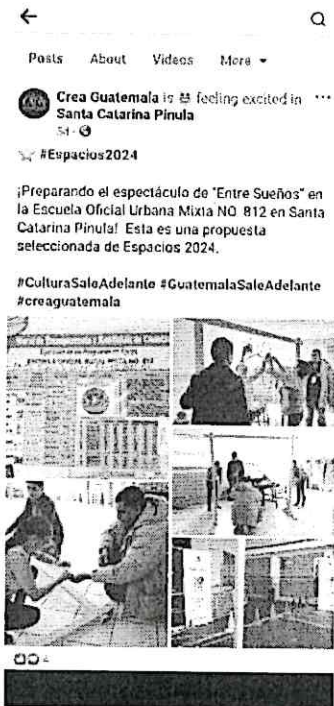 Posts About Videos More
Crea Guatemala is feeling excited in
Santa Catarina Pinula
5d
#Espacios2024
¡Preparando el espectáculo de "Entre Sueños" en
la Escuela Oficial Urbana Mixta NO. 812 en Santa
Catarina Pinula! Esta es una propuesta
seleccionada de Espacios 2024.
#CulturaSaleAdelante #GuatemalaSaleAdelante
#creaguatemala
4